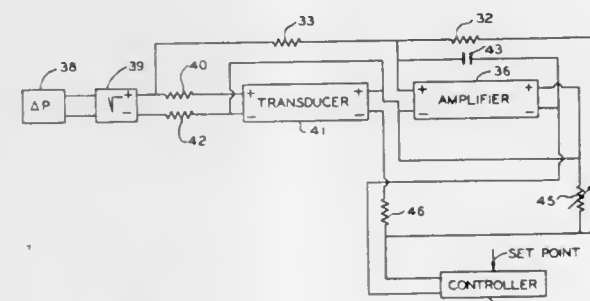 33
32
43
38
39
40
36
ΔP
√ + −
+ TRANSDUCER +
− −
+ AMPLIFIER +
− −
42
41
46
45
SET POINT
CONTROLLER